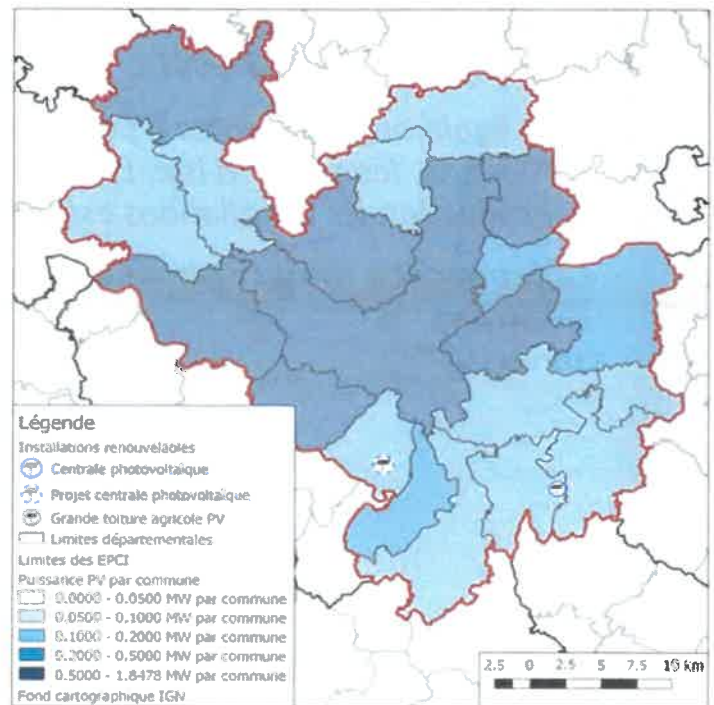 Légende
Installations renouvelables
Centrale photovoltaïque
Projet centrale photovoltaïque
Grande toiture agricole PV
Limites départementales
Limites des EPCI
Puissance PV par commune
0.0000 - 0.0500 MW par commune
0.0500 - 0.1000 MW par commune
0.1000 - 0.2000 MW par commune
0.2000 - 0.5000 MW par commune
0.5000 - 1.8478 MW par commune
Fond cartographique IGN
2.5 0 2.5 5 7.5 10 km